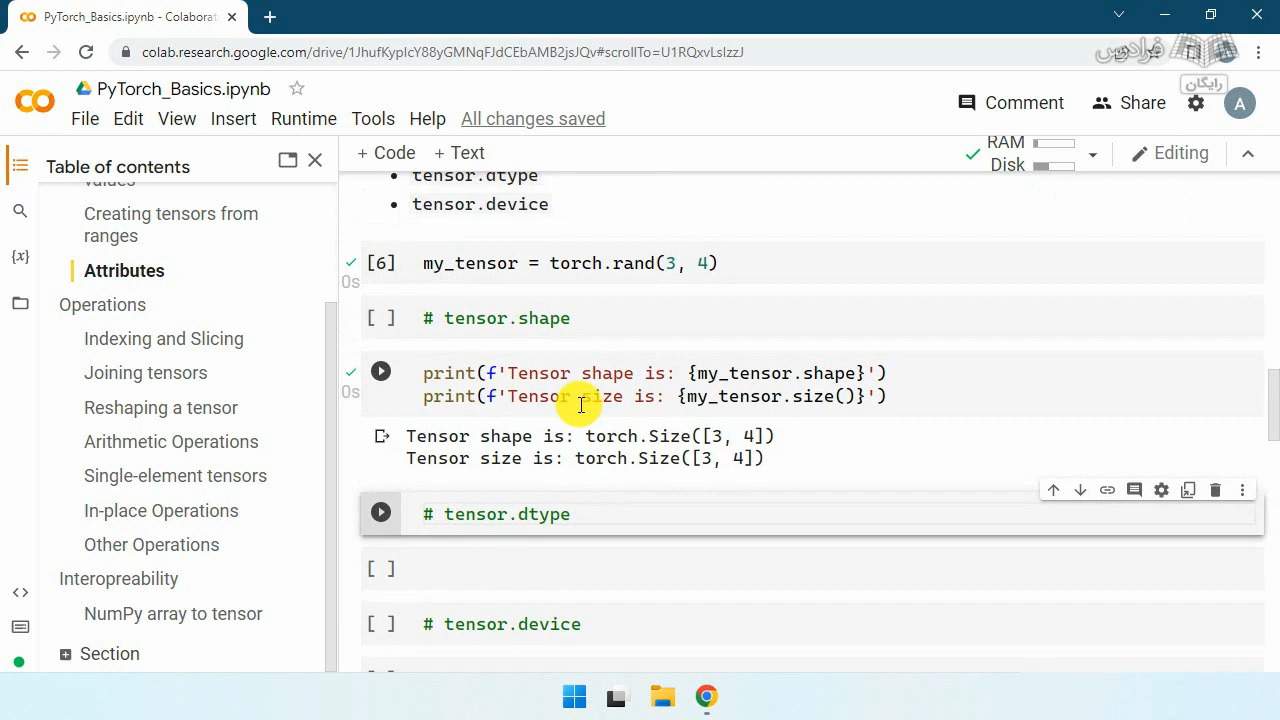 PyTorch_Basics.ipynb - Colaborat
colab.research.google.com/drive/1JhufKyplcY88yGMNqFJdCEbAMB2jsJQv#scrollTo=U1RQxvLsIzzJ
فرادرس
رایگان
PyTorch_Basics.ipynb
File Edit View Insert Runtime Tools Help All changes saved
Comment Share A
+ Code + Text
RAM
Disk
Editing
Table of contents
values
Creating tensors from
ranges
Attributes
Operations
Indexing and Slicing
Joining tensors
Reshaping a tensor
Arithmetic Operations
Single-element tensors
In-place Operations
Other Operations
Interopreability
NumPy array to tensor
Section
tensor.dtype
tensor.device
[6] my_tensor = torch.rand(3, 4)
0s
[ ] # tensor.shape
print(f'Tensor shape is: {my_tensor.shape}')
0s
print(f'Tensor size is: {my_tensor.size()}')
Tensor shape is: torch.Size([3, 4])
Tensor size is: torch.Size([3, 4])
# tensor.dtype
[ ]
[ ] # tensor.device